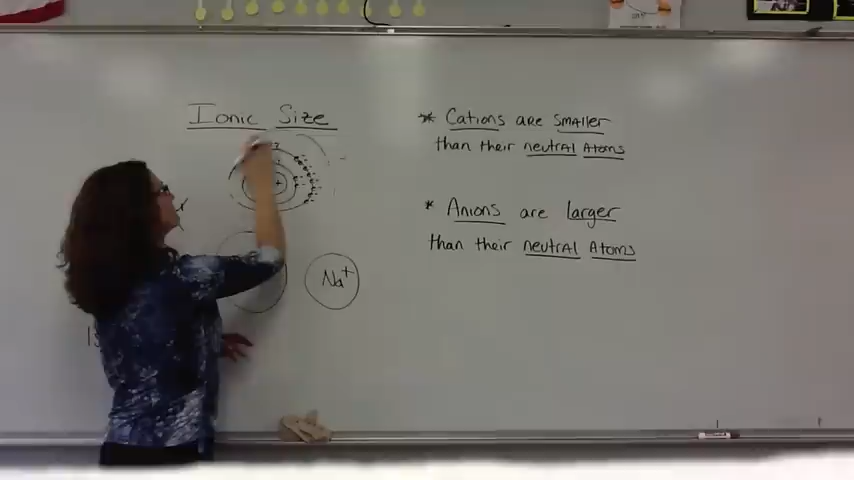 Ionic Size
* Cations are smaller
than their neutral Atoms
* Anions are larger
than their neutral Atoms
Na+